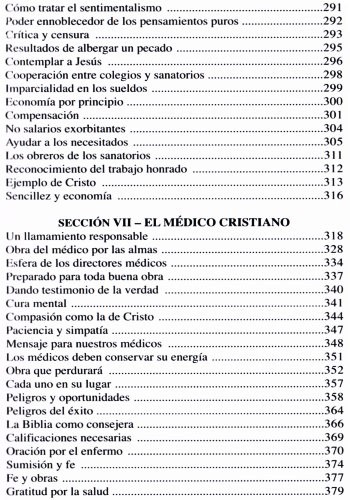 Cómo tratar el sentimentalismo ........ 291
Poder ennoblecedor de los pensamientos puros ........ 292
Crítica y censura ........ 293
Resultados de albergar un pecado ........ 295
Contemplar a Jesús ........ 296
Cooperación entre colegios y sanatorios ........ 298
Imparcialidad en los sueldos ........ 299
Economía por principio ........ 300
Compensación ........ 301
No salarios exorbitantes ........ 304
Ayudar a los necesitados ........ 305
Los obreros de los sanatorios ........ 311
Reconocimiento del trabajo honrado ........ 312
Ejemplo de Cristo ........ 313
Sencillez y economía ........ 316
SECCIÓN VII – EL MÉDICO CRISTIANO
Un llamamiento responsable ........ 318
Obra del médico por las almas ........ 328
Esfera de los directores médicos ........ 334
Preparado para toda buena obra ........ 337
Dando testimonio de la verdad ........ 340
Cura mental ........ 341
Compasión como la de Cristo ........ 344
Paciencia y simpatía ........ 347
Mensaje para nuestros médicos ........ 348
Los médicos deben conservar su energía ........ 351
Obra que perdurará ........ 352
Cada uno en su lugar ........ 357
Peligros y oportunidades ........ 358
Peligros del éxito ........ 364
La Biblia como consejera ........ 366
Calificaciones necesarias ........ 369
Oración por el enfermo ........ 370
Sumisión y fe ........ 374
Fe y obras ........ 377
Gratitud por la salud ........ 379